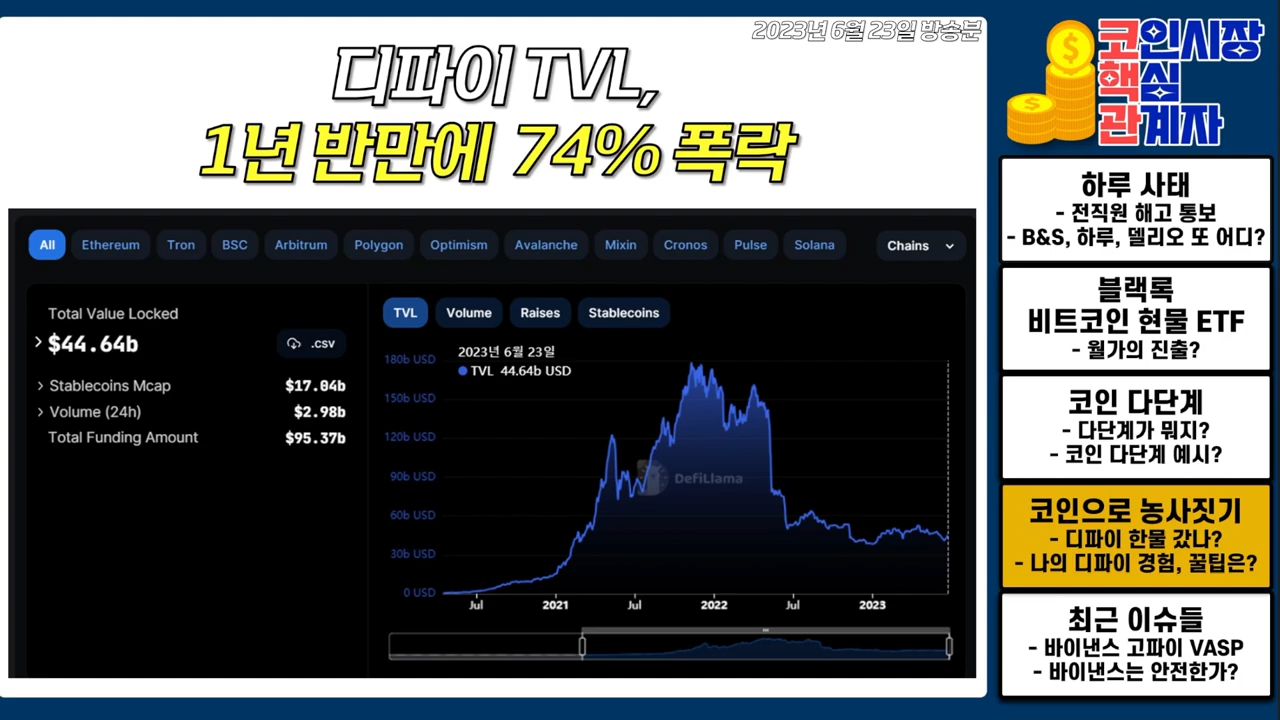 2023년 6월 23일 방송분
디파이 TVL,
1년 반만에 74% 폭락
All Ethereum Tron BSC Arbitrum Polygon Optimism Avalanche Mixin Cronos Pulse Solana Chains
Total Value Locked
$44.64b
.csv
Stablecoins Mcap $17.04b
Volume (24h) $2.98b
Total Funding Amount $95.37b
TVL Volume Raises Stablecoins
2023년 6월 23일
TVL 44.64b USD
180b USD
150b USD
120b USD
90b USD
60b USD
30b USD
0 USD
DefiLlama
Jul 2021 Jul 2022 Jul 2023
코인시장
핵심
관계자
하루 사태
- 전직원 해고 통보
- B&S, 하루, 델리오 또 어디?
블랙록
비트코인 현물 ETF
- 월가의 진출?
코인 다단계
- 다단계가 뭐지?
- 코인 다단계 예시?
코인으로 농사짓기
- 디파이 한물 갔나?
- 나의 디파이 경험, 꿀팁은?
최근 이슈들
- 바이낸스 고파이 VASP
- 바이낸스는 안전한가?